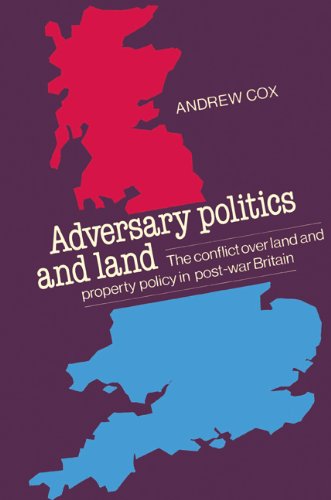 ANDREW COX
Adversary politics
and land
The conflict over land and
property policy in post-war Britain